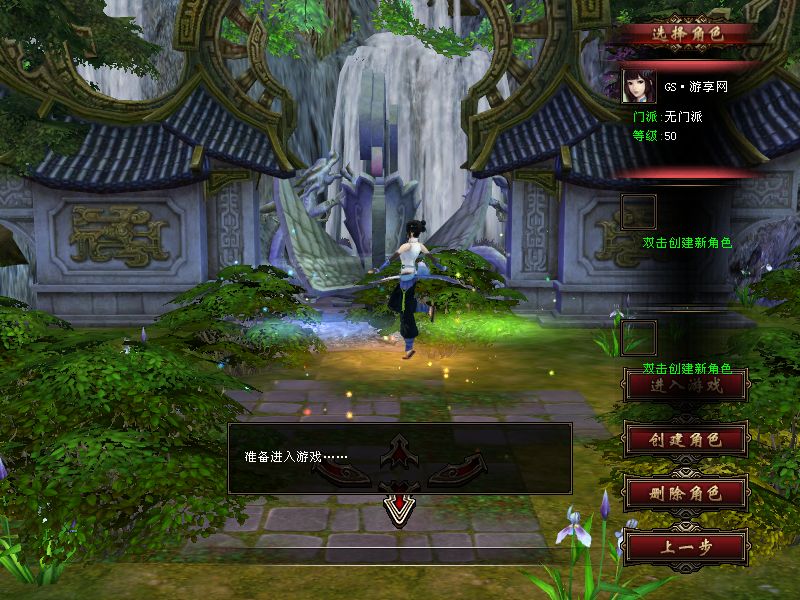 选择角色
GS·游享网
门派:无门派
等级:50
双击创建新角色
双击创建新角色
进入游戏
准备进入游戏……
创建角色
删除角色
上一步